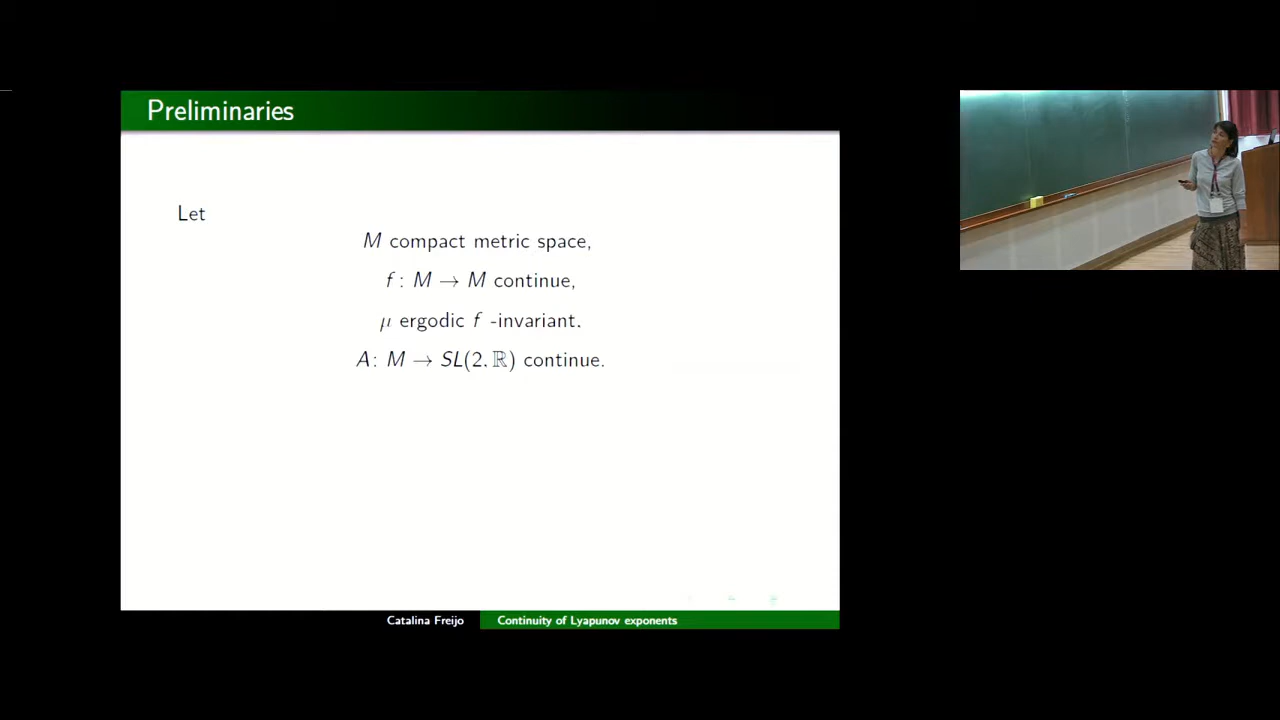 Preliminaries
Let
M compact metric space,
f : M → M continue,
μ ergodic f -invariant.
A : M → SL(2, ℝ) continue.
Catalina Freijo
Continuity of Lyapunov exponents